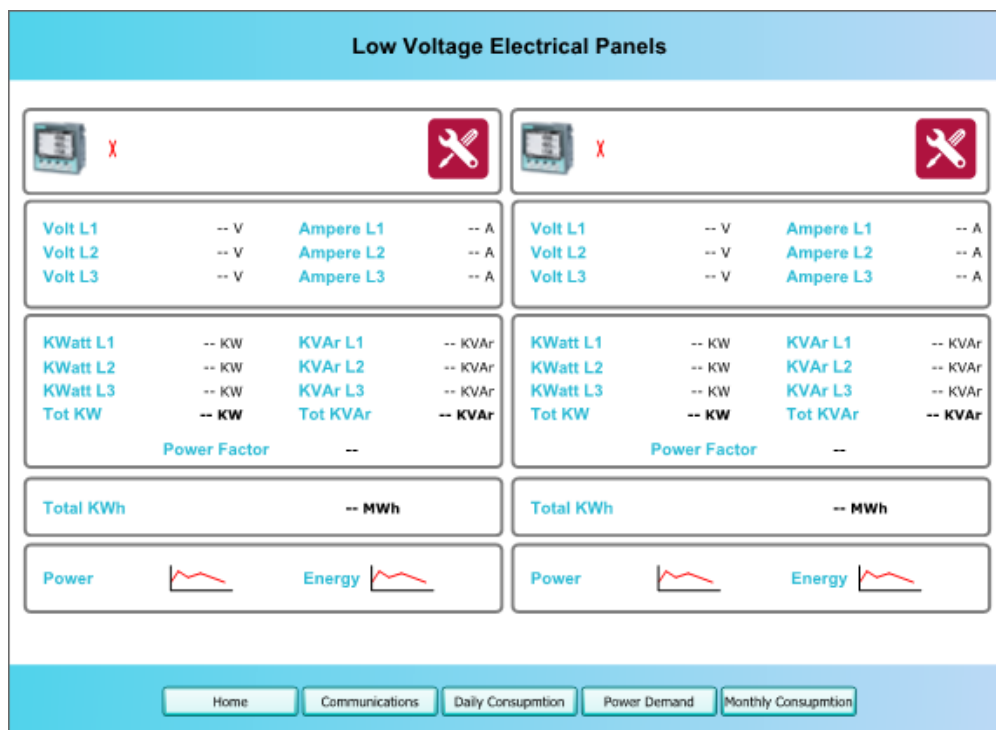 Low Voltage Electrical Panels
X
X
Volt L1 -- V Ampere L1 -- A
Volt L2 -- V Ampere L2 -- A
Volt L3 -- V Ampere L3 -- A
Volt L1 -- V Ampere L1 -- A
Volt L2 -- V Ampere L2 -- A
Volt L3 -- V Ampere L3 -- A
KWatt L1 -- KW KVAr L1 -- KVAr
KWatt L2 -- KW KVAr L2 -- KVAr
KWatt L3 -- KW KVAr L3 -- KVAr
Tot KW -- KW Tot KVAr -- KVAr
Power Factor --
KWatt L1 -- KW KVAr L1 -- KVAr
KWatt L2 -- KW KVAr L2 -- KVAr
KWatt L3 -- KW KVAr L3 -- KVAr
Tot KW -- KW Tot KVAr -- KVAr
Power Factor --
Total KWh -- MWh
Total KWh -- MWh
Power Energy
Power Energy
Home Communications Daily Consupmtion Power Demand Monthly Consupmtion